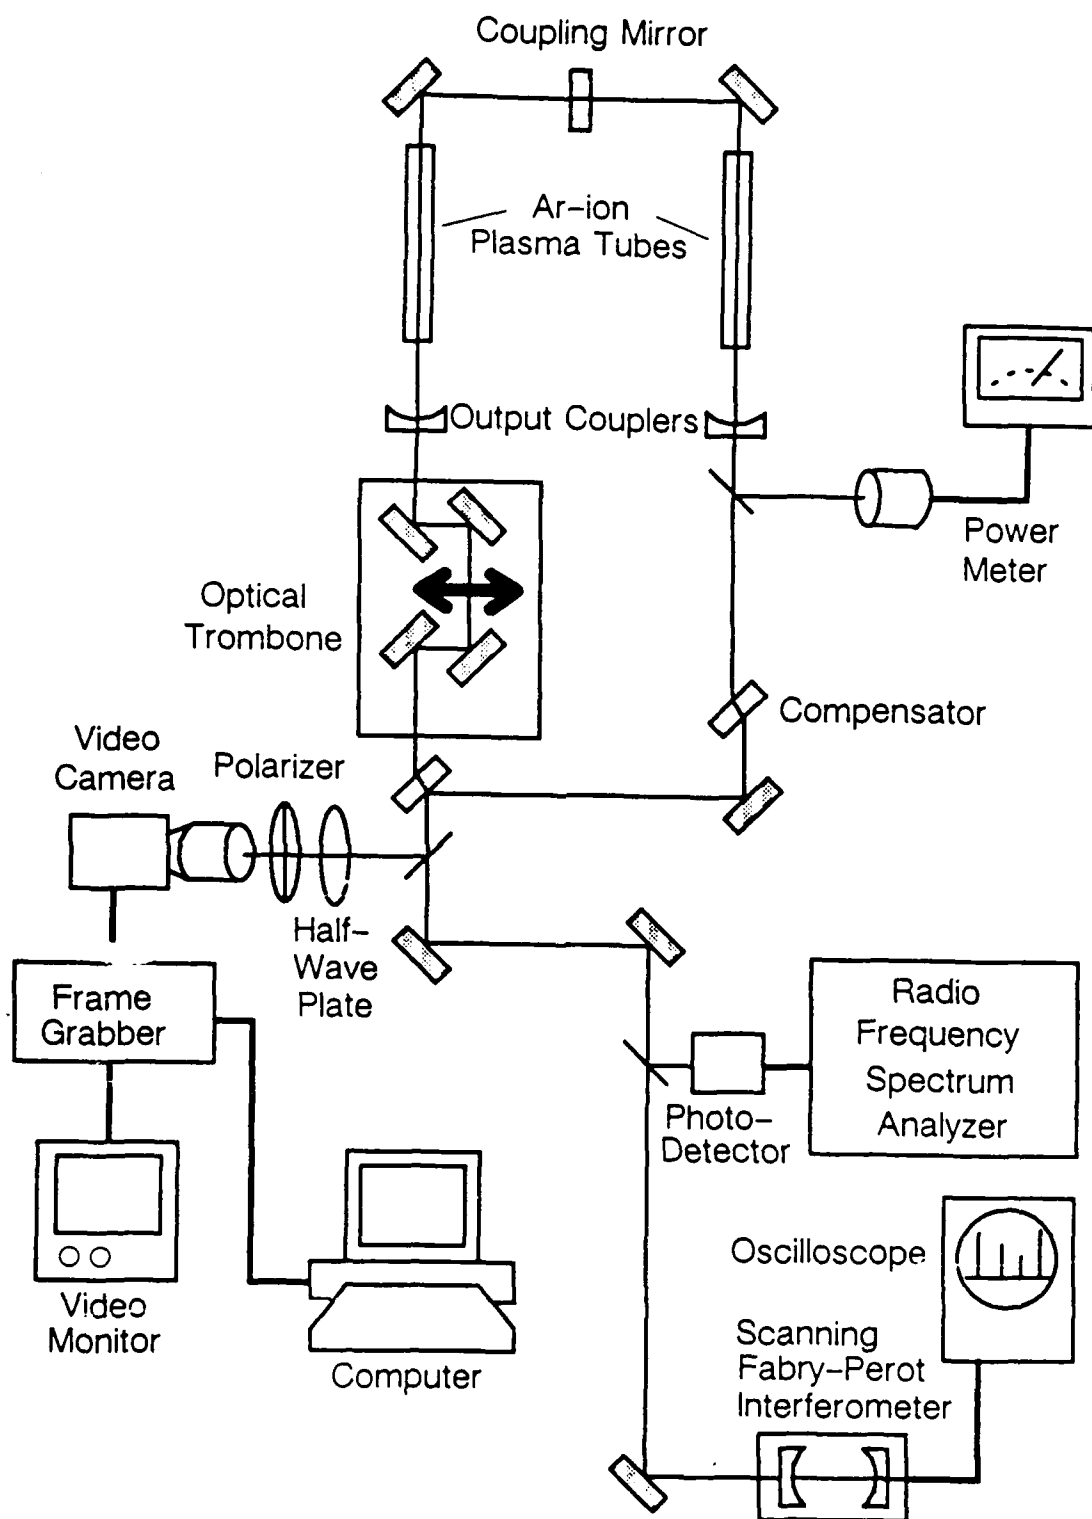 Coupling Mirror
Ar-ion
Plasma Tubes
Output Couplers
Power
Meter
Optical
Trombone
Compensator
Video
Camera
Polarizer
Half-
Wave
Plate
Frame
Grabber
Radio
Frequency
Spectrum
Analyzer
Photo-
Detector
Oscilloscope
Video
Monitor
Computer
Scanning
Fabry-Perot
Interferometer